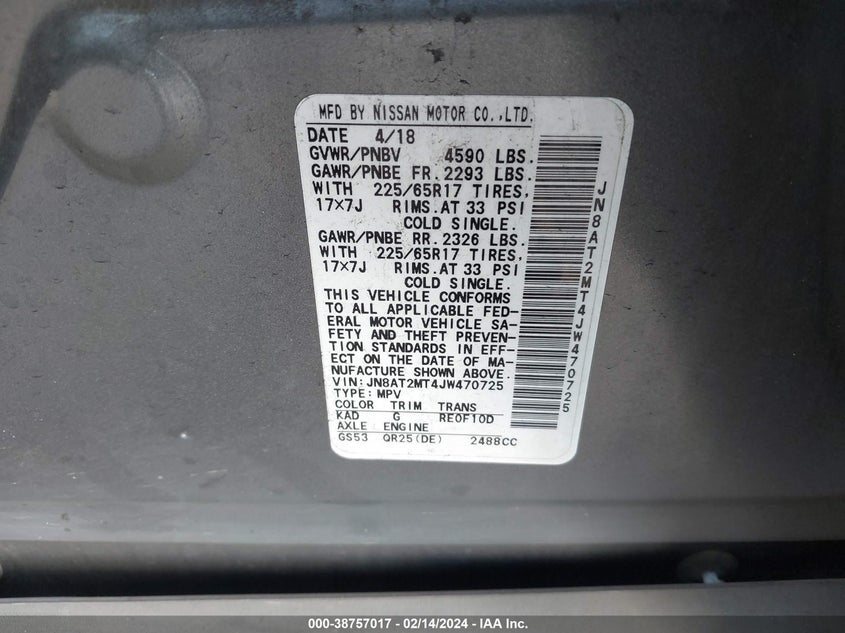 MFD BY NISSAN MOTOR CO.,LTD.
DATE 4/18
GVWR/PNBV 4590 LBS.
GAWR/PNBE FR. 2293 LBS.
WITH 225/65R17 TIRES,
17×7J RIMS.AT 33 PSI
COLD SINGLE.
GAWR/PNBE RR. 2326 LBS.
WITH 225/65R17 TIRES,
17×7J RIMS.AT 33 PSI
COLD SINGLE.
THIS VEHICLE CONFORMS
TO ALL APPLICABLE FED-
ERAL MOTOR VEHICLE SA-
FETY AND THEFT PREVEN-
TION STANDARDS IN EFF-
ECT ON THE DATE OF MA-
NUFACTURE SHOWN ABOVE.
VIN:JN8AT2MT4JW470725
TYPE:MPV
COLOR TRIM TRANS
KAD G RE0F10D
AXLE ENGINE
GS53 QR25(DE) 2488CC
JN8AT2MT4JW470725
000-38757017 - 02/14/2024 - IAA Inc.